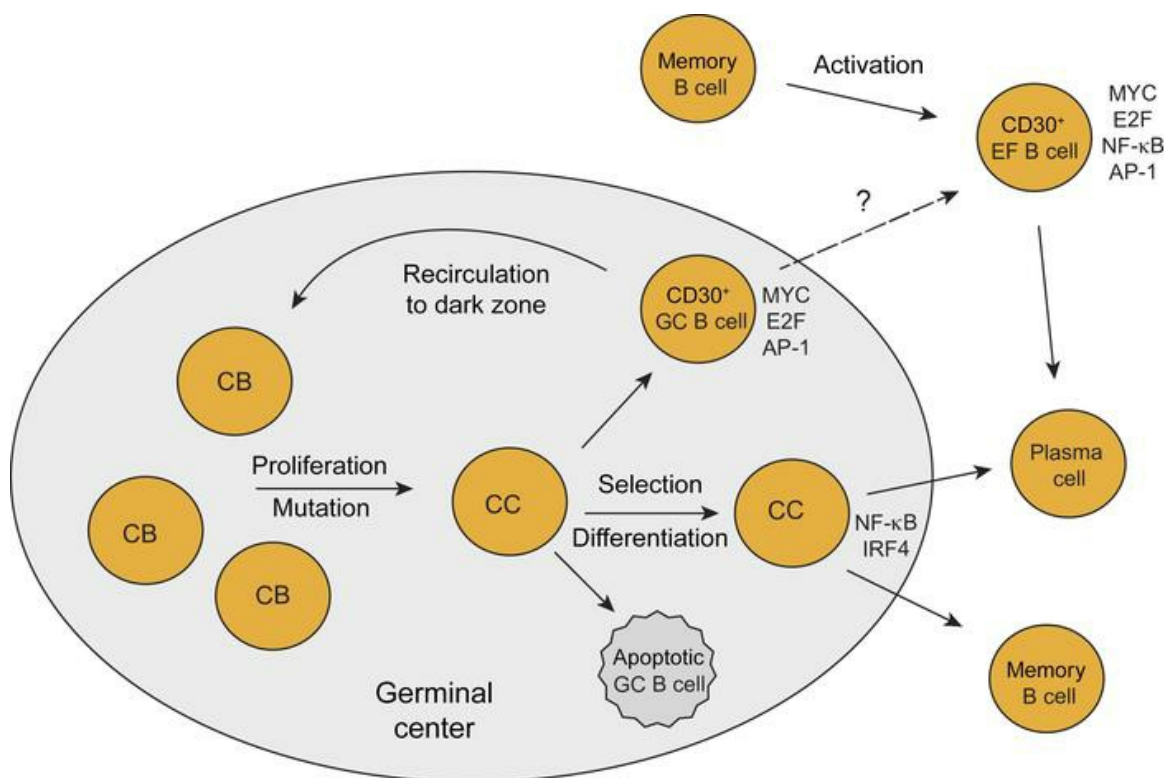 Memory
B cell
Activation
CD30⁺
EF B cell
MYC
E2F
NF-κB
AP-1
?
Recirculation
to dark zone
CD30⁺
GC B cell
MYC
E2F
AP-1
CB
CB
CB
Proliferation
Mutation
CC
Selection
Differentiation
CC
NF-κB
IRF4
Plasma
cell
Apoptotic
GC B cell
Memory
B cell
Germinal
center